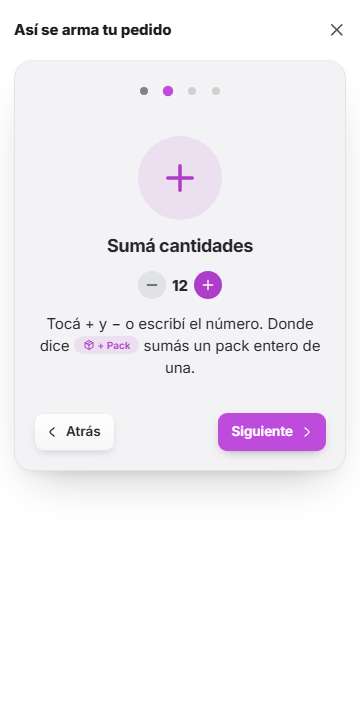 Así se arma tu pedido
Sumá cantidades
− 12 +
Tocá + y − o escribí el número. Donde
dice + Pack sumás un pack entero de
una.
Atrás
Siguiente